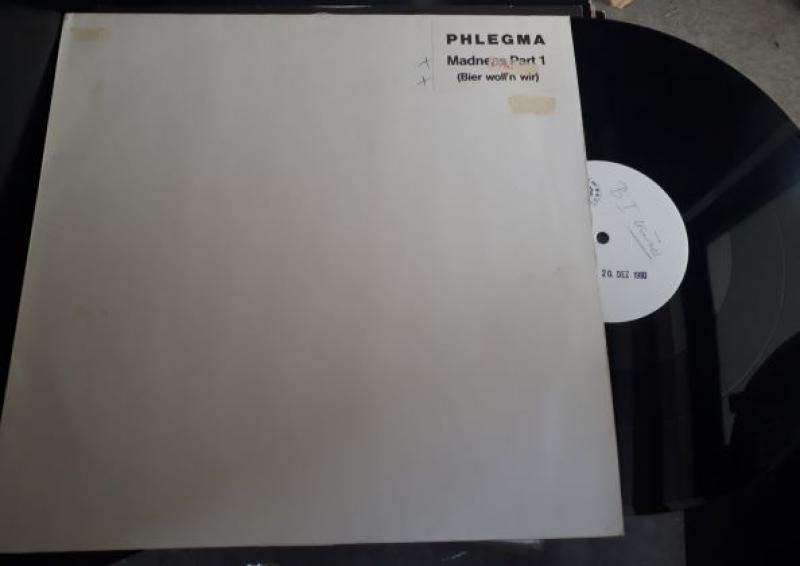 PHLEGMA
Madness Part 1
(Bier woll'n wir)
B I
20. DEZ 1990